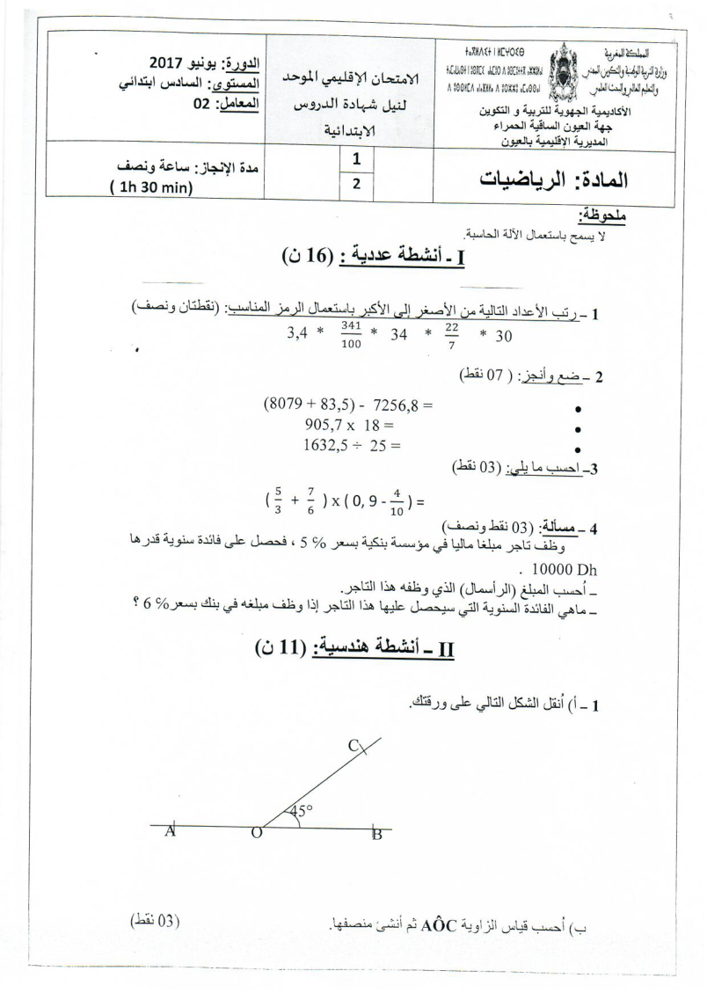 المملكة المغربية
وزارة التربية الوطنية والتكوين المهني
والتعليم العالي والبحث العلمي
الأكاديمية الجهوية للتربية و التكوين
جهة العيون الساقية الحمراء
المديرية الإقليمية بالعيون
الامتحان الإقليمي الموحد
لنيل شهادة الدروس
الابتدائية
الدورة: يونيو 2017
المستوى: السادس ابتدائي
المعامل: 02
المادة: الرياضيات
1
2
مدة الإنجاز: ساعة ونصف
( 1h 30 min)
ملحوظة:
لا يسمح باستعمال الآلة الحاسبة.
I ـ أنشطة عددية : (16 ن)
1 – رتب الأعداد التالية من الأصغر إلى الأكبر باستعمال الرمز المناسب: (نقطتان ونصف)
3,4 * 341/100 * 34 * 22/7 * 30
2 – ضع وأنجز: ( 07 نقط)
(8079 + 83,5) - 7256,8 = •
905,7 x 18 = •
1632,5 ÷ 25 = •
3– احسب ما يلي: (03 نقط)
( 5/3 + 7/6 ) x ( 0, 9 - 4/10 ) =
4 – مسألة: (03 نقط ونصف)
وظف تاجر مبلغا ماليا في مؤسسة بنكية بسعر % 5 ، فحصل على فائدة سنوية قدرها
10000 Dh .
ـ أحسب المبلغ (الرأسمال) الذي وظفه هذا التاجر.
ـ ماهي الفائدة السنوية التي سيحصل عليها هذا التاجر إذا وظف مبلغه في بنك بسعر% 6 ؟
II – أنشطة هندسية: (11 ن)
1 – أ) أنقل الشكل التالي على ورقتك.
C
45°
A O B
ب) أحسب قياس الزاوية AÔC ثم أنشئ منصفها. (03 نقط)